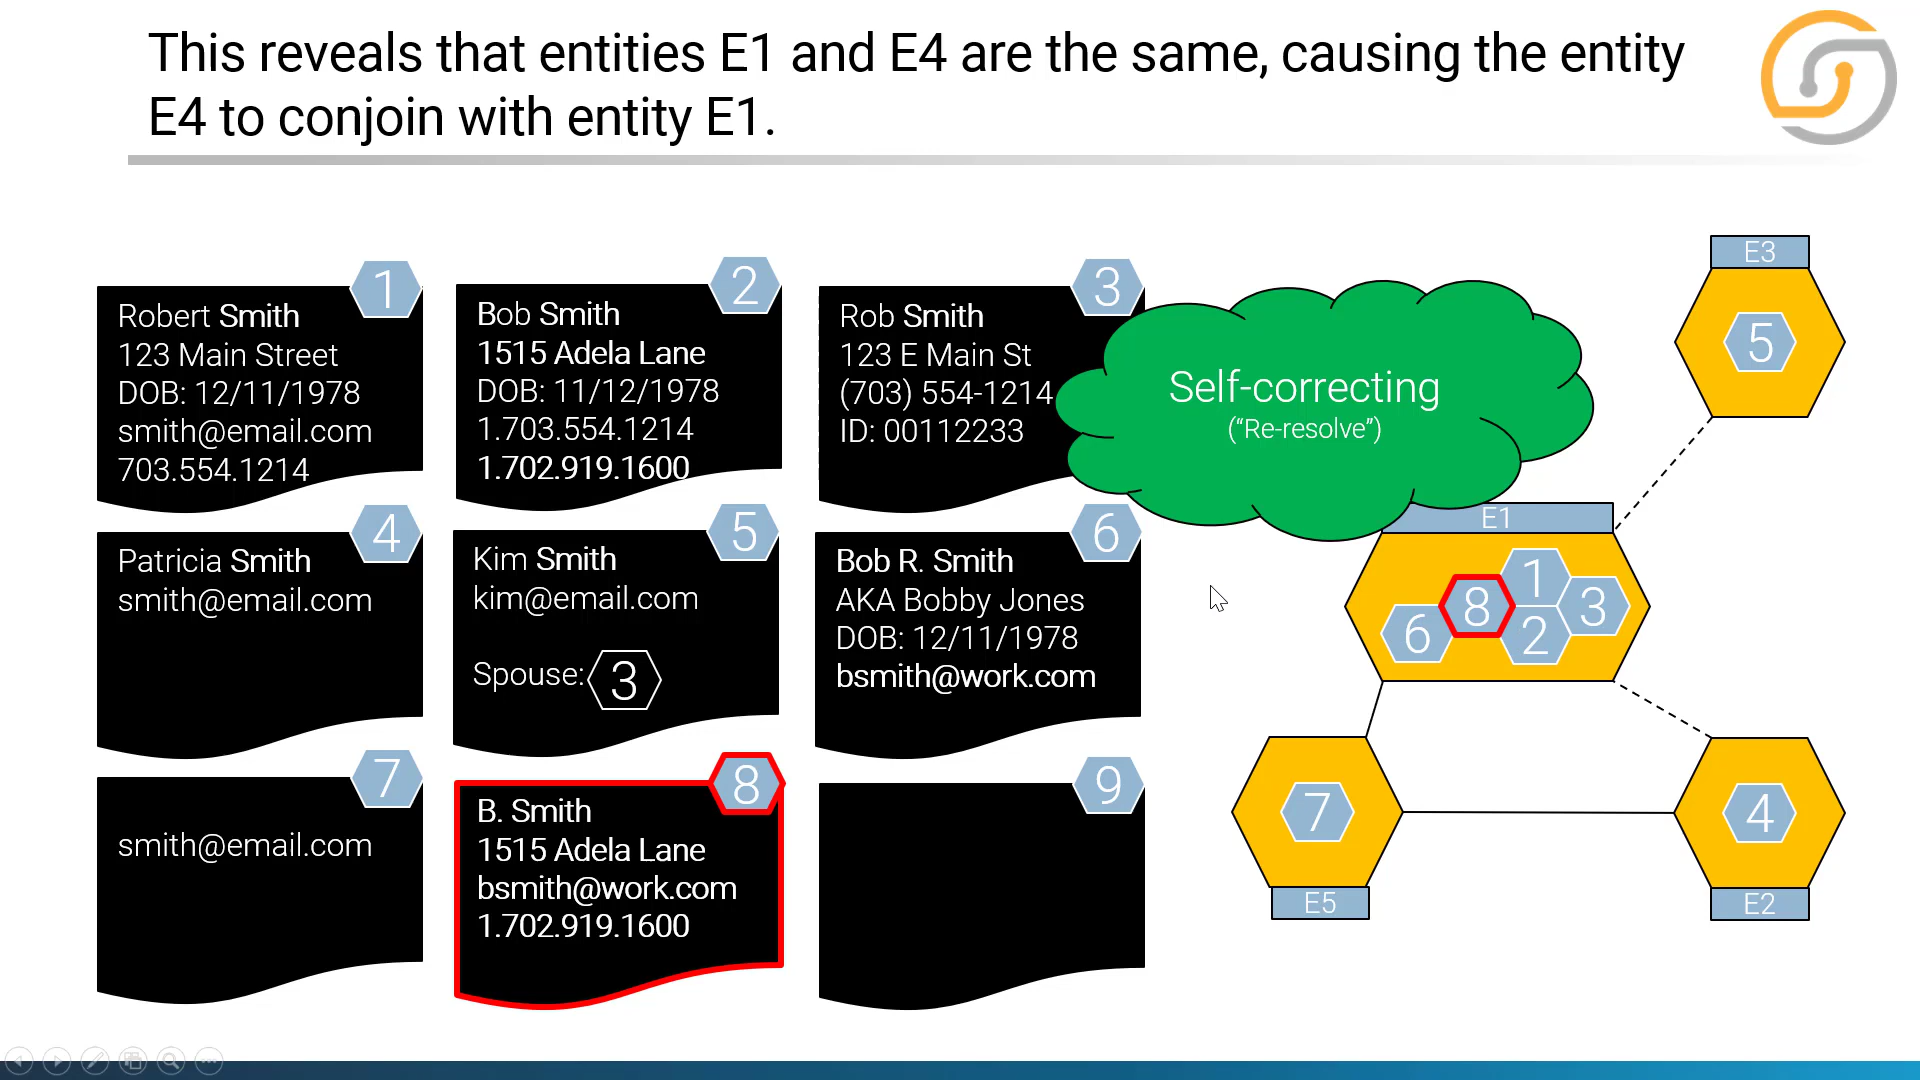 This reveals that entities E1 and E4 are the same, causing the entity
E4 to conjoin with entity E1.
1
Robert Smith
123 Main Street
DOB: 12/11/1978
smith@email.com
703.554.1214
2
Bob Smith
1515 Adela Lane
DOB: 11/12/1978
1.703.554.1214
1.702.919.1600
3
Rob Smith
123 E Main St
(703) 554-1214
ID: 00112233
Self-correcting
(“Re-resolve”)
4
Patricia Smith
smith@email.com
5
Kim Smith
kim@email.com
Spouse: 3
6
Bob R. Smith
AKA Bobby Jones
DOB: 12/11/1978
bsmith@work.com
7
smith@email.com
8
B. Smith
1515 Adela Lane
bsmith@work.com
1.702.919.1600
9
E3
5
E1
6 8 1 2 3
7
E5
4
E2